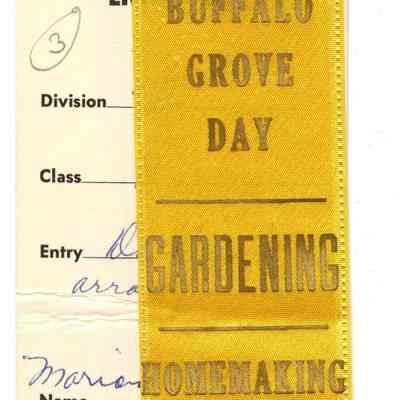 3
BUFFALO
GROVE
DAY
Division
Class
GARDENING
Entry
HOMEMAKING
Name